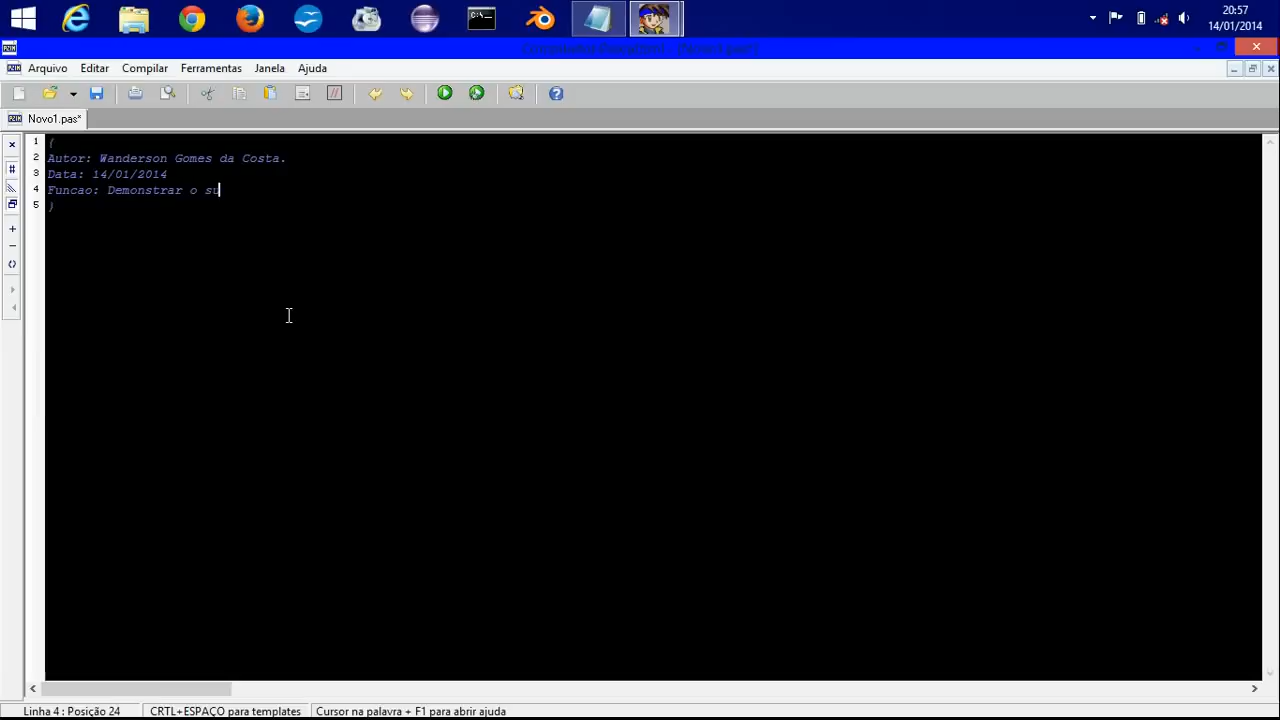 20:57
14/01/2014
Arquivo Editar Compilar Ferramentas Janela Ajuda
Novo1.pas*
1 {
2 Autor: Wanderson Gomes da Costa.
3 Data: 14/01/2014
4 Funcao: Demonstrar o su
5 }
Linha 4 : Posição 24 CRTL+ESPAÇO para templates Cursor na palavra + F1 para abrir ajuda